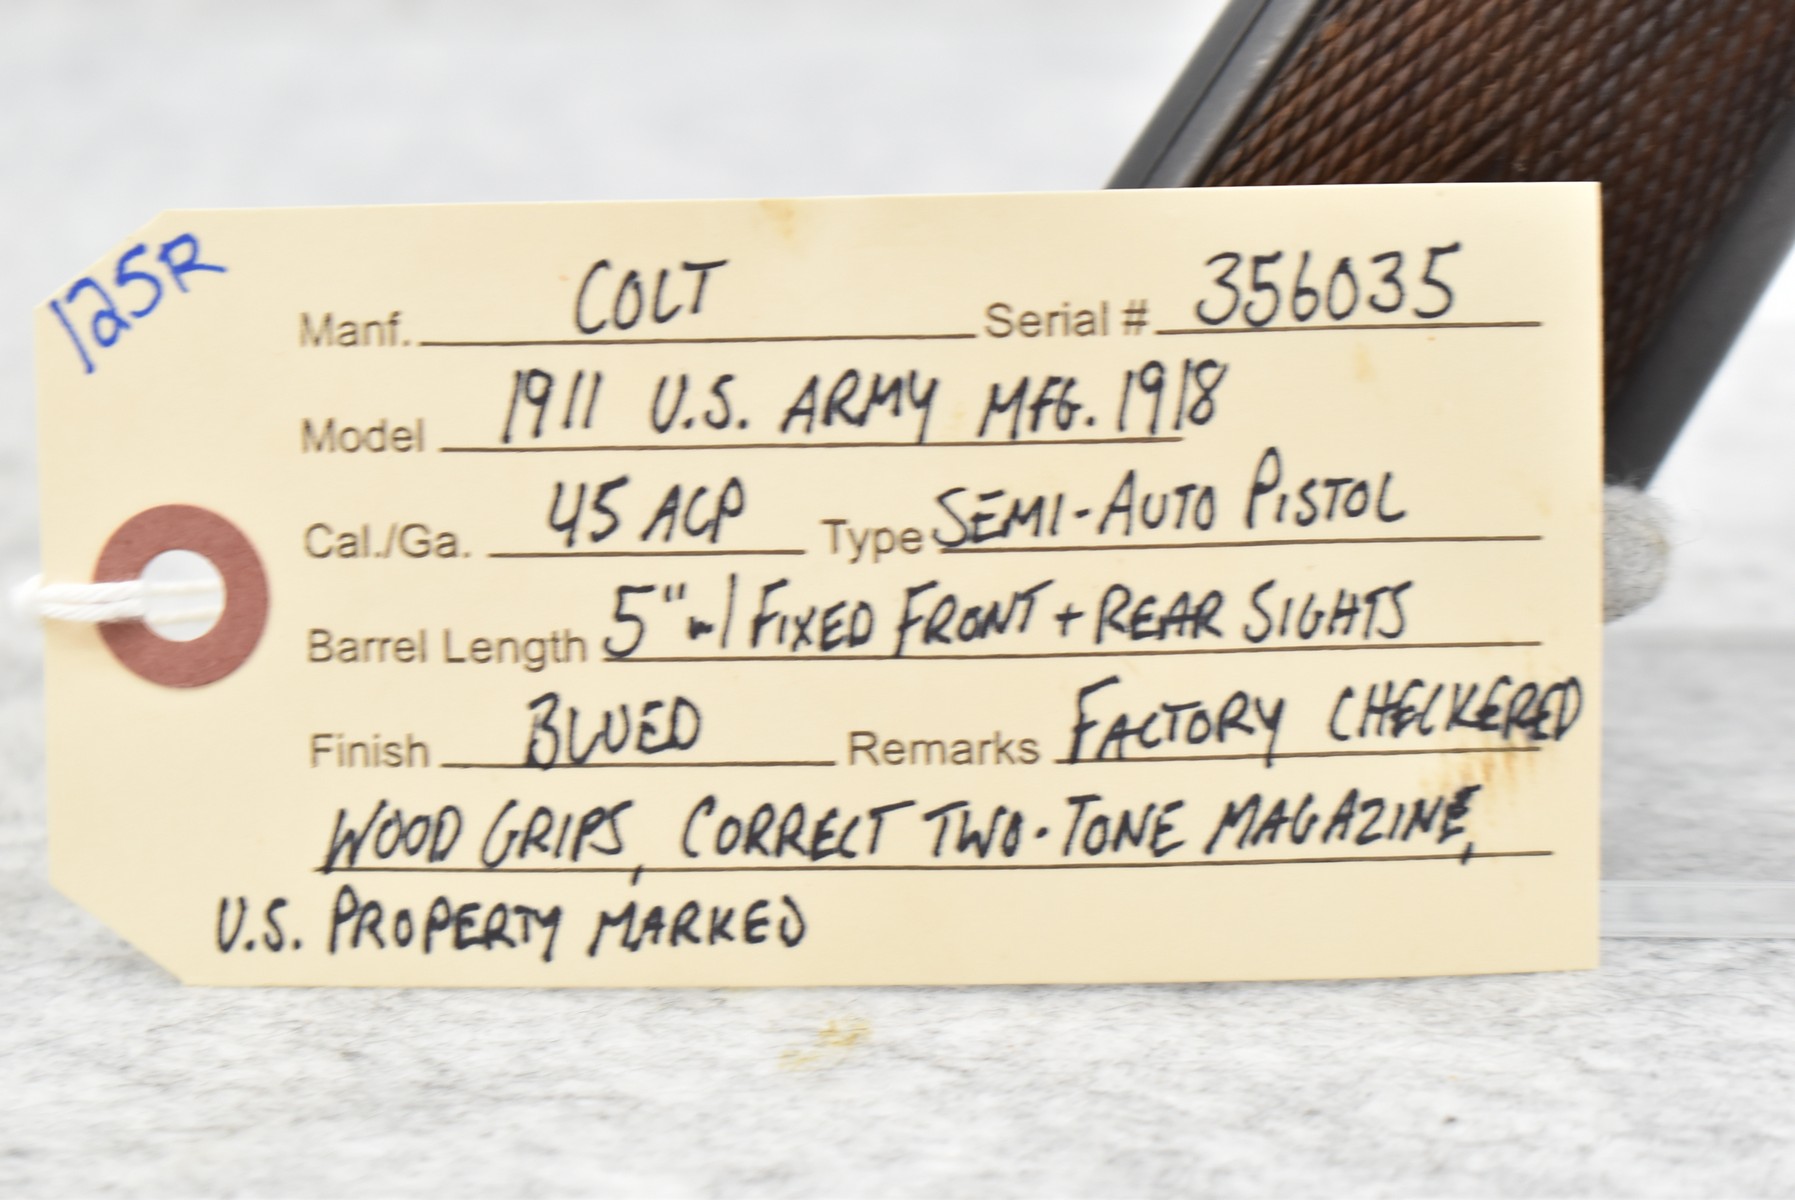 125R
Manf. COLT Serial # 356035
Model 1911 U.S. ARMY MFG. 1918
Cal./Ga. 45 ACP Type SEMI-AUTO PISTOL
Barrel Length 5" w/ FIXED FRONT + REAR SIGHTS
Finish BLUED Remarks FACTORY CHECKERED
WOOD GRIPS, CORRECT TWO-TONE MAGAZINE,
U.S. PROPERTY MARKED